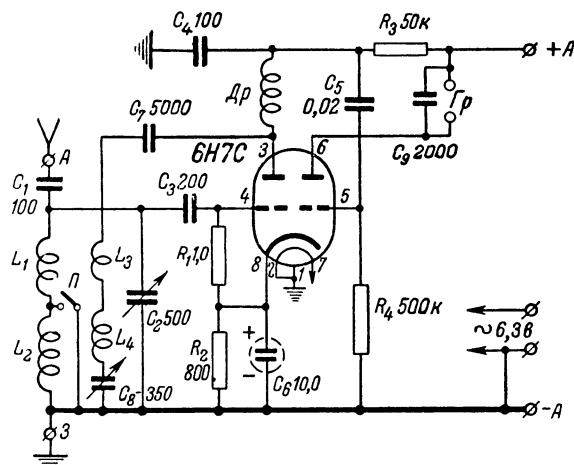 C₄ 100
R₃ 50к
+А
Др
C₅
0,02
Гр
C₇ 5000
6Н7С
3
6
C₉ 2000
А
C₁
100
C₃ 200
4
5
L₁
П
L₃
R₁ 1,0
8
2
1
7
C₂ 500
R₄ 500к
L₂
L₄
R₂
800
+
−
~6,3в
C₈-350
C₆ 10,0
-А
З